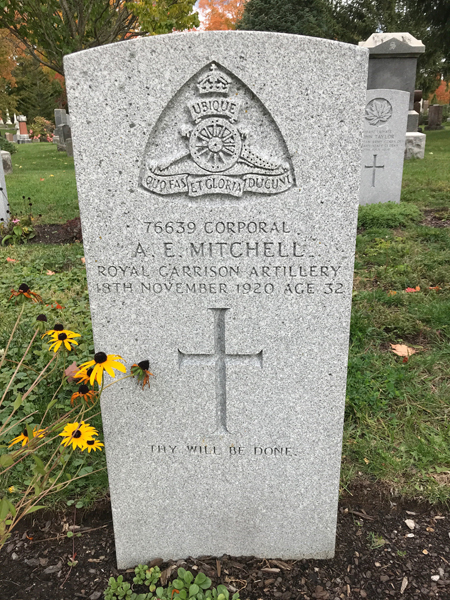 UBIQUE
QUO FAS ET GLORIA DUCUNT
76639 CORPORAL
A. E. MITCHELL
ROYAL GARRISON ARTILLERY
18TH NOVEMBER 1920 AGE 32
THY WILL BE DONE.